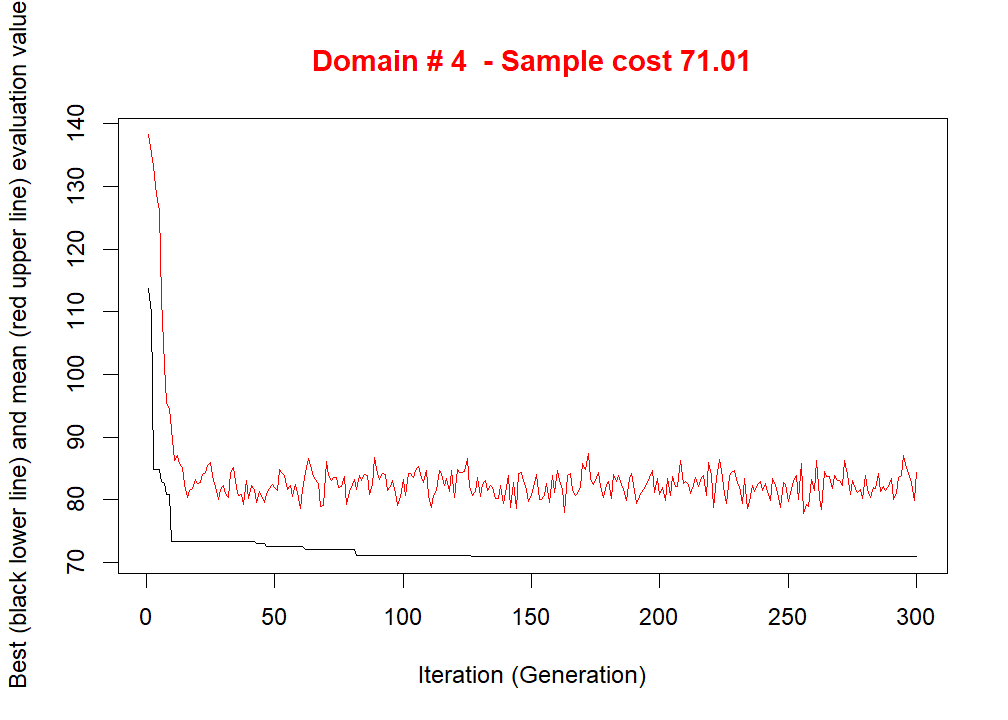 Domain # 4  - Sample cost 71.01
Best (black lower line) and mean (red upper line) evaluation value
140
130
120
110
100
90
80
70
0 50 100 150 200 250 300
Iteration (Generation)